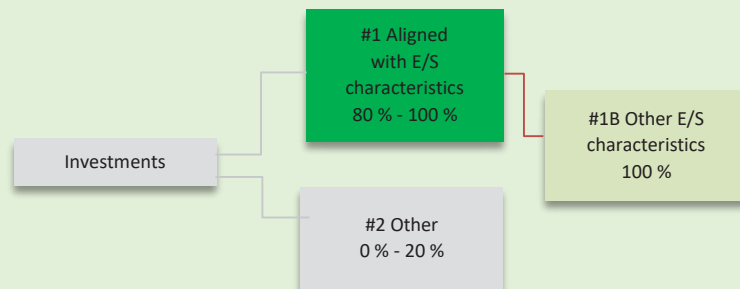 #1 Aligned
with E/S
characteristics
80 % - 100 %
#1B Other E/S
characteristics
100 %
Investments
#2 Other
0 % - 20 %